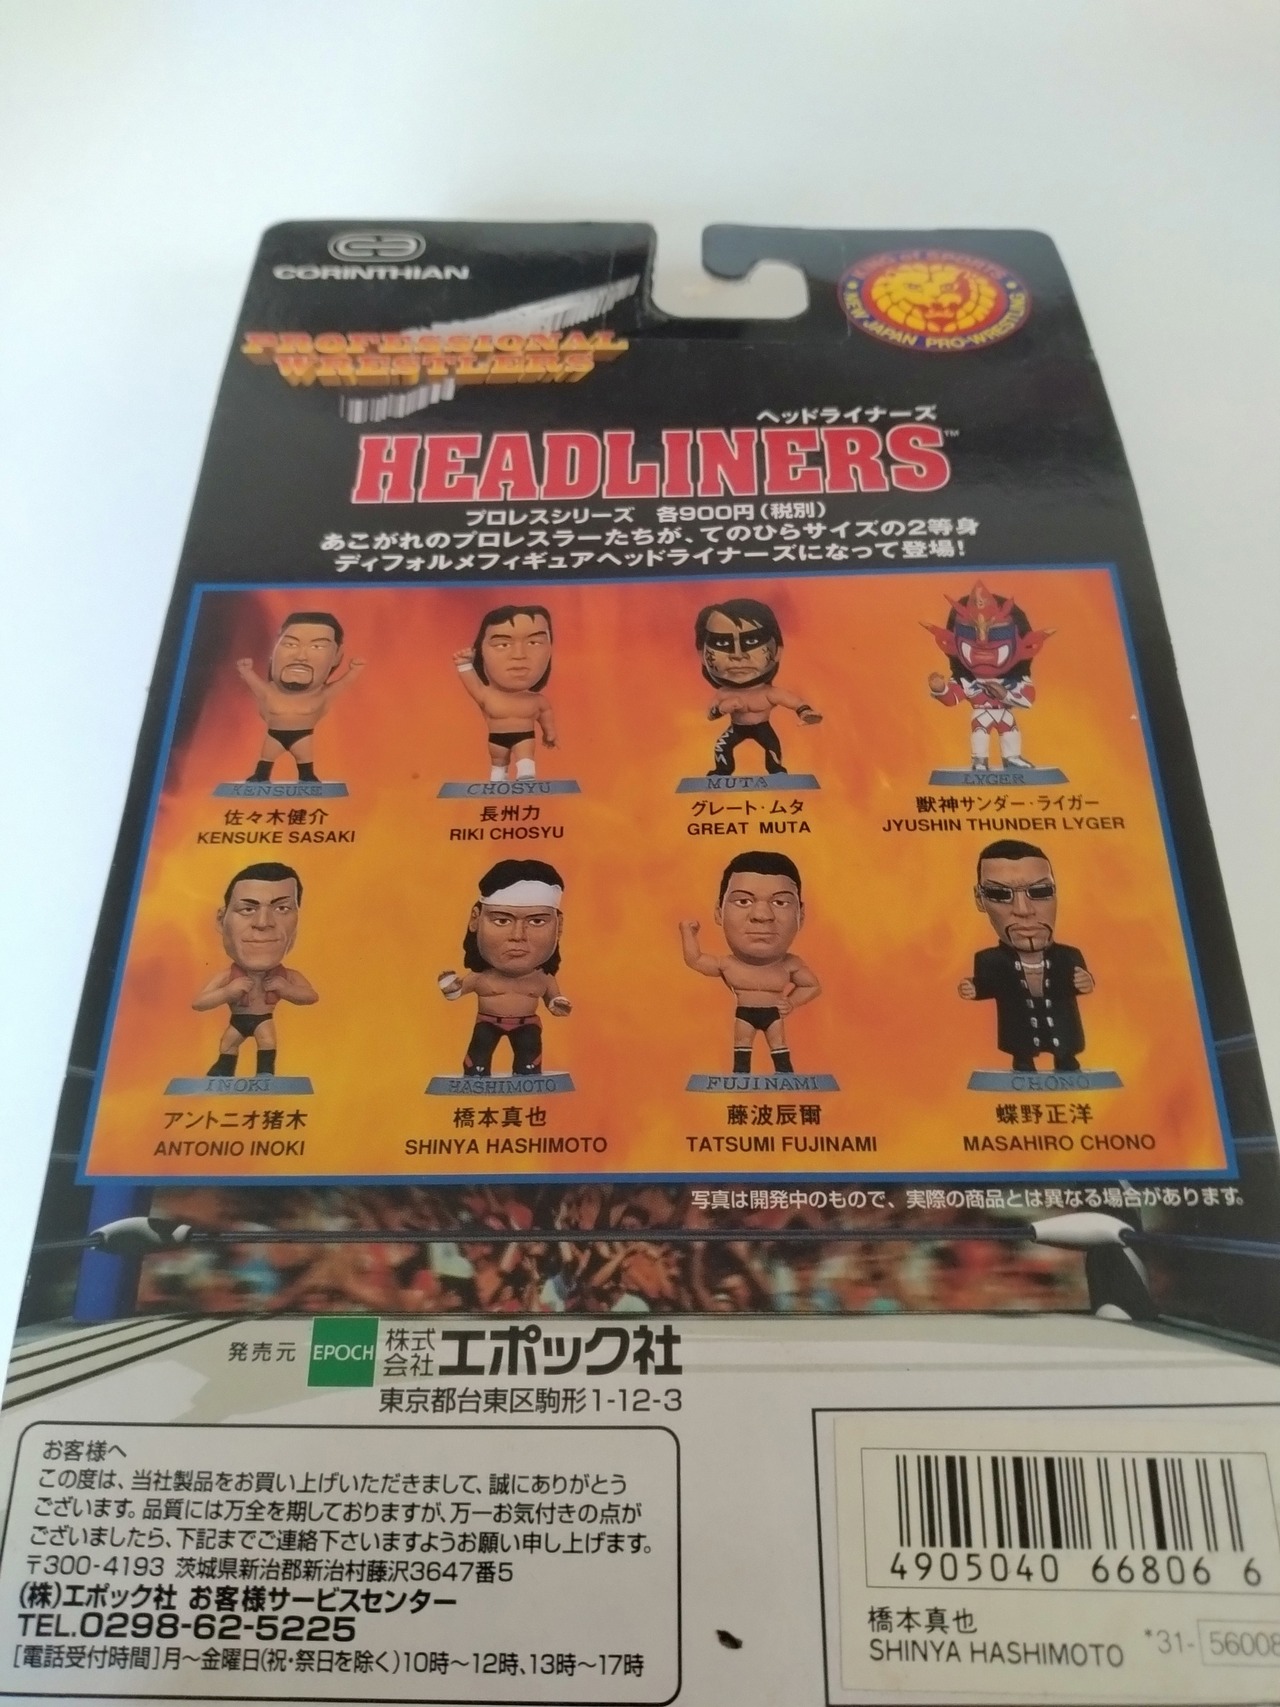 CORINTHIAN
KING of SPORTS
NEW JAPAN PRO-WRESTLING
PROFESSIONAL
WRESTLERS
ヘッドライナーズ
HEADLINERS™
プロレスシリーズ 各900円(税別)
あこがれのプロレスラーたちが、てのひらサイズの2等身
ディフォルメフィギュアヘッドライナーズになって登場!
KENSUKE
CHOSYU
MUTA
LYGER
佐々木健介
KENSUKE SASAKI
長州力
RIKI CHOSYU
グレート・ムタ
GREAT MUTA
獣神サンダー・ライガー
JYUSHIN THUNDER LYGER
INOKI
HASHIMOTO
FUJINAMI
CHONO
アントニオ猪木
ANTONIO INOKI
橋本真也
SHINYA HASHIMOTO
藤波辰爾
TATSUMI FUJINAMI
蝶野正洋
MASAHIRO CHONO
写真は開発中のもので、実際の商品とは異なる場合があります。
発売元 EPOCH 株式会社 エポック社
東京都台東区駒形1-12-3
お客様へ
この度は、当社製品をお買い上げいただきまして、誠にありがとう
ございます。品質には万全を期しておりますが、万一お気付きの点が
ございましたら、下記までご連絡下さいますようお願い申し上げます。
〒300-4193 茨城県新治郡新治村藤沢3647番5
(株)エポック社 お客様サービスセンター
TEL.0298-62-5225
[電話受付時間]月〜金曜日(祝・祭日を除く)10時〜12時、13時〜17時
4905040 66806 6
橋本真也
SHINYA HASHIMOTO
*31- 56008